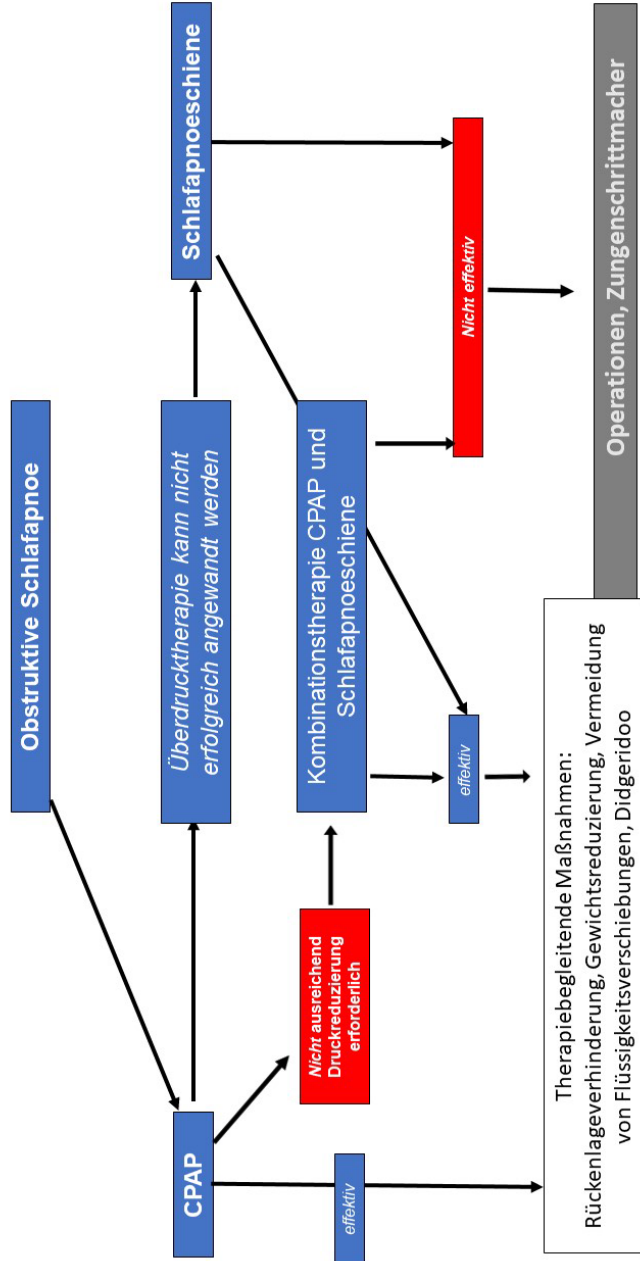 Obstruktive Schlafapnoe
CPAP
Überdrucktherapie kann nicht
erfolgreich angewandt werden
Schlafapnoeschiene
effektiv
Nicht ausreichend
Druckreduzierung
erforderlich
Kombinationstherapie CPAP und
Schlafapnoeschiene
effektiv
Nicht effektiv
Therapiebegleitende Maßnahmen:
Rückenlageverhinderung, Gewichtsreduzierung, Vermeidung
von Flüssigkeitsverschiebungen, Didgeridoo
Operationen, Zungenschrittmacher